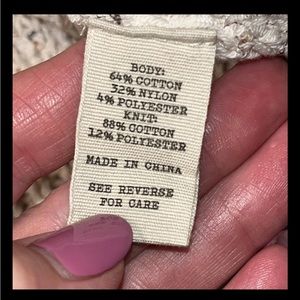 BODY:
64% COTTON
32% NYLON
4% POLYESTER
KNIT:
88% COTTON
12% POLYESTER
MADE IN CHINA
SEE REVERSE
FOR CARE